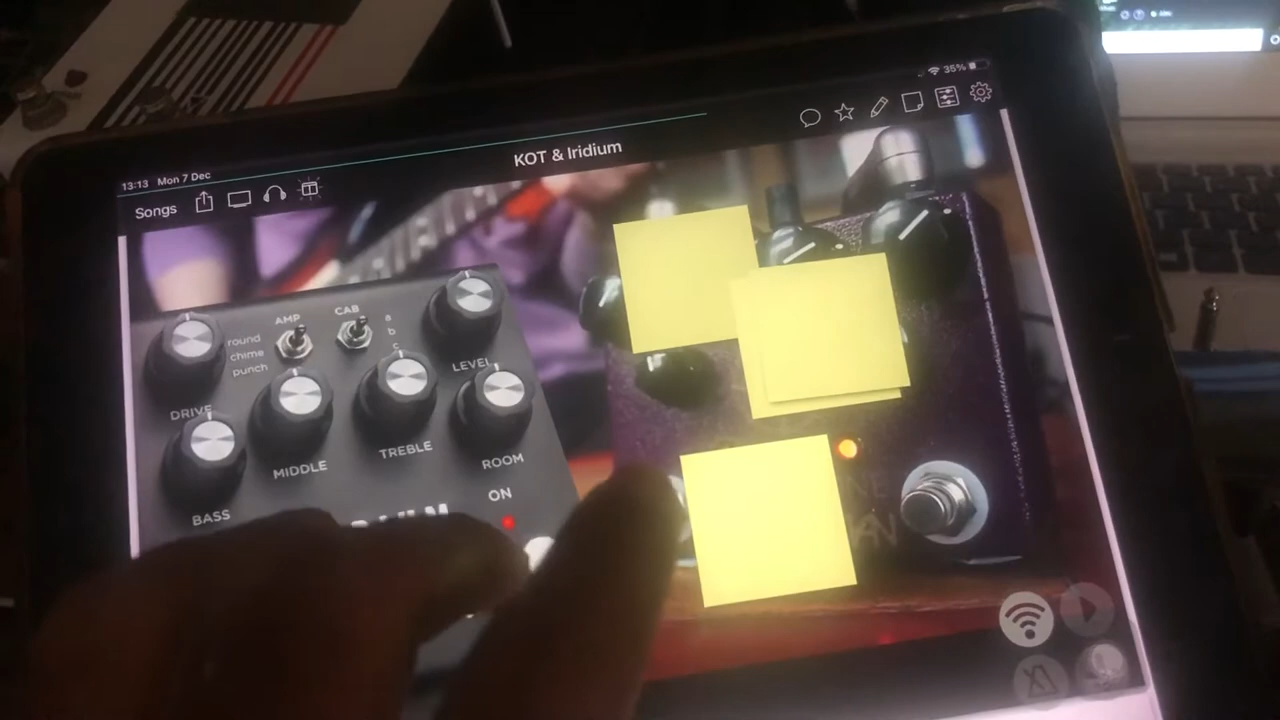 35%
13:13 Mon 7 Dec
KOT & Iridium
Songs
AMP
CAB
round
chime
punch
a
b
c
LEVEL
DRIVE
MIDDLE
TREBLE
ROOM
BASS
ON